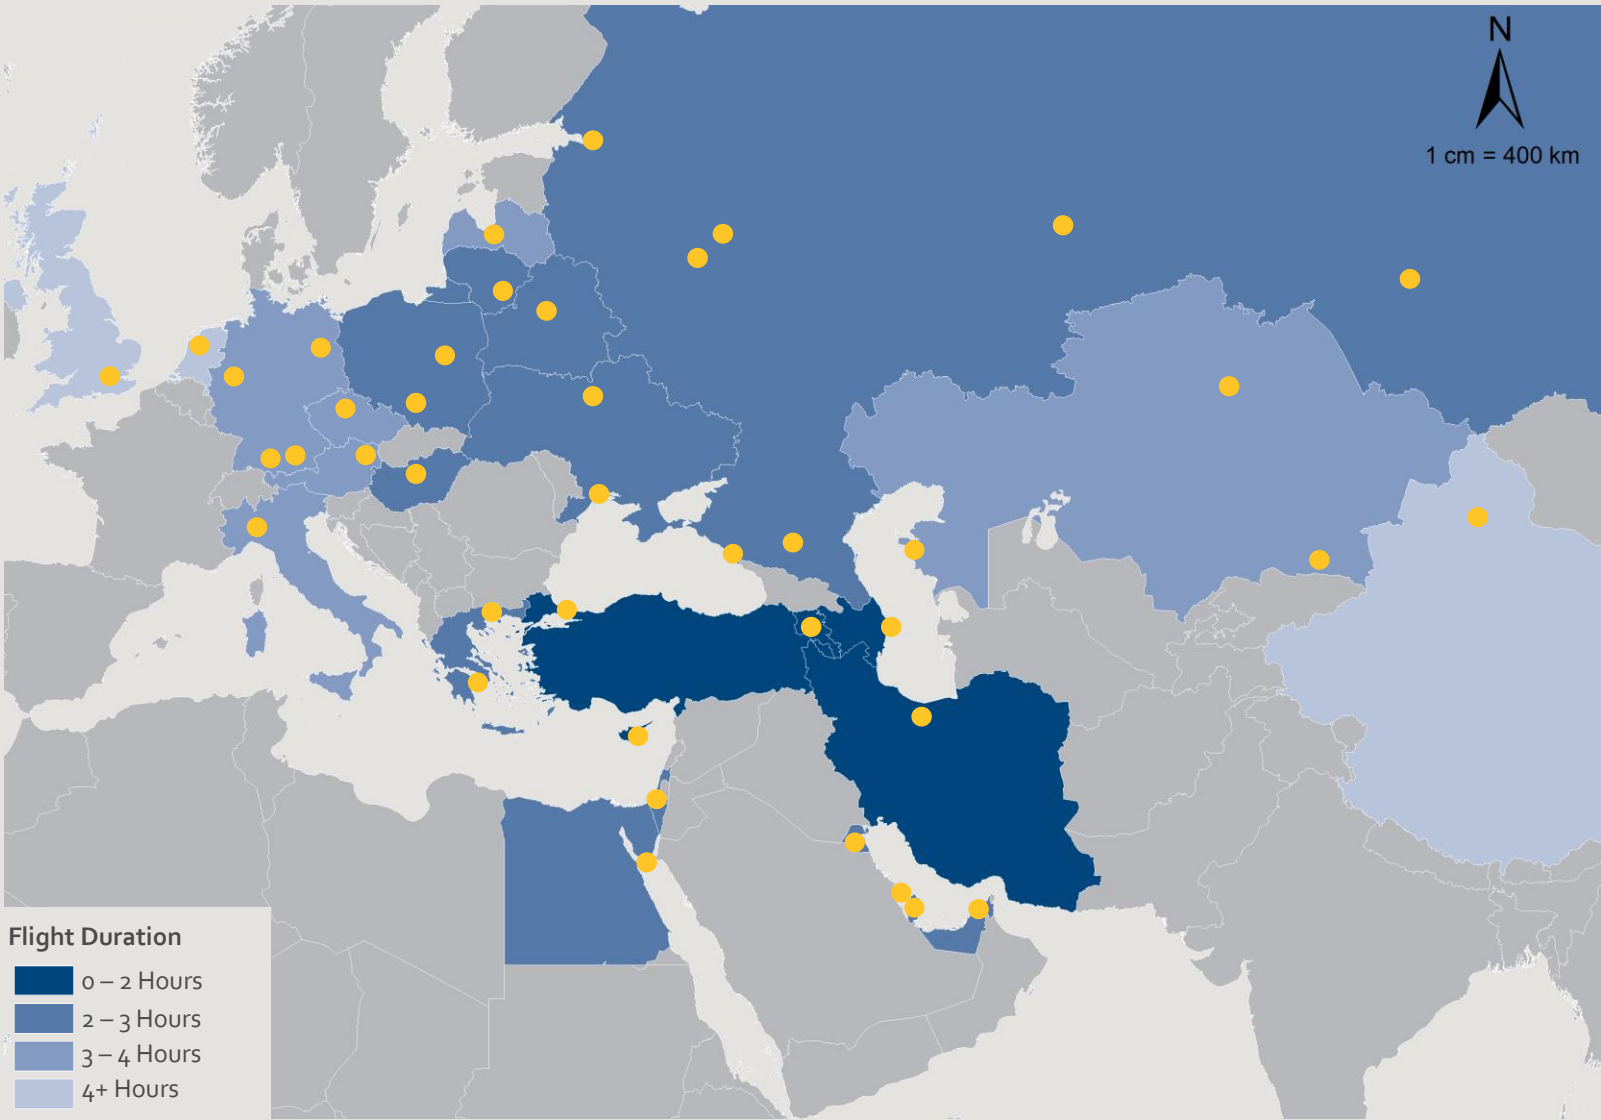 N
1 cm = 400 km
Flight Duration
0 – 2 Hours
2 – 3 Hours
3 – 4 Hours
4+ Hours